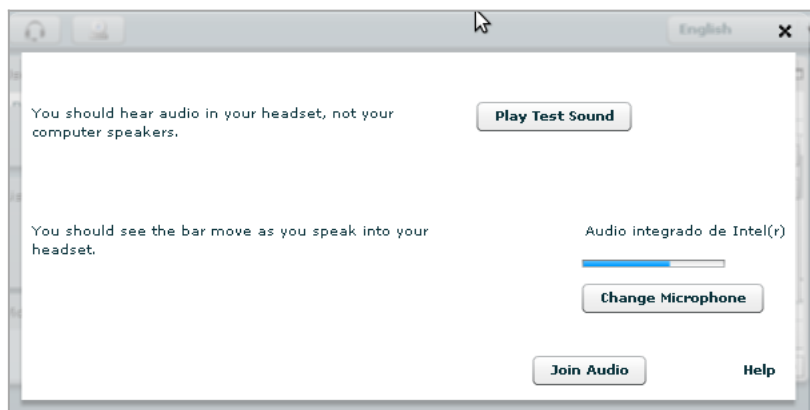 English
You should hear audio in your headset, not your
computer speakers.
Play Test Sound
You should see the bar move as you speak into your
headset.
Audio integrado de Intel(r)
Change Microphone
Join Audio
Help